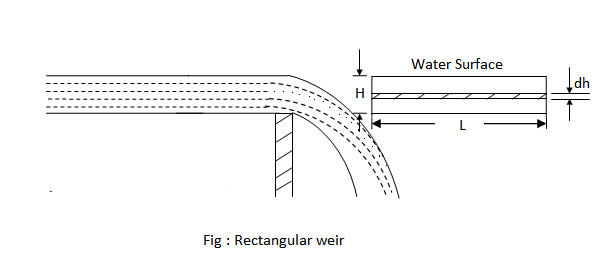 Water Surface
H
dh
L
Fig : Rectangular weir